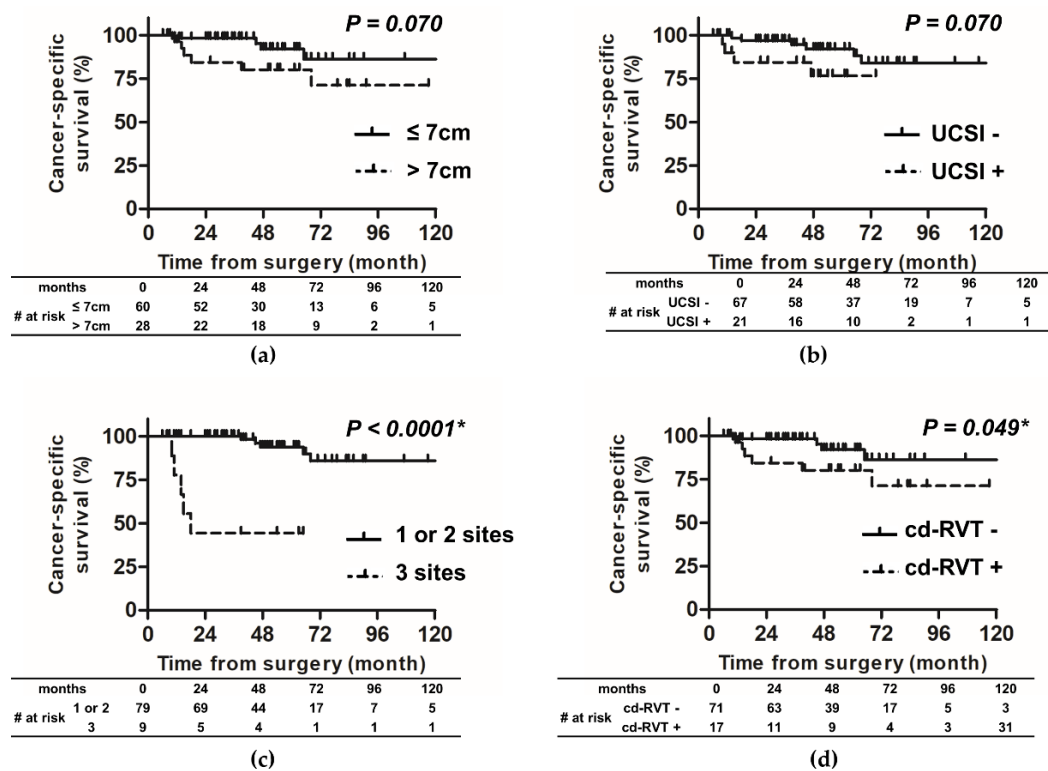 P = 0.070
Cancer-specific
survival (%)
100
75
50
25
0
≤ 7cm
> 7cm
0 24 48 72 96 120
Time from surgery (month)
months 0 24 48 72 96 120
# at risk
≤ 7cm 60 52 30 13 6 5
> 7cm 28 22 18 9 2 1
(a)
P = 0.070
Cancer-specific
survival (%)
100
75
50
25
0
UCSI -
UCSI +
0 24 48 72 96 120
Time from surgery (month)
months 0 24 48 72 96 120
# at risk
UCSI - 67 58 37 19 7 5
UCSI + 21 16 10 2 1 1
(b)
P < 0.0001*
Cancer-specific
survival (%)
100
75
50
25
0
1 or 2 sites
3 sites
0 24 48 72 96 120
Time from surgery (month)
months 0 24 48 72 96 120
# at risk
1 or 2 79 69 44 17 7 5
3 9 5 4 1 1 1
(c)
P = 0.049*
Cancer-specific
survival (%)
100
75
50
25
0
cd-RVT -
cd-RVT +
0 24 48 72 96 120
Time from surgery (month)
months 0 24 48 72 96 120
# at risk
cd-RVT - 71 63 39 17 5 3
cd-RVT + 17 11 9 4 3 31
(d)